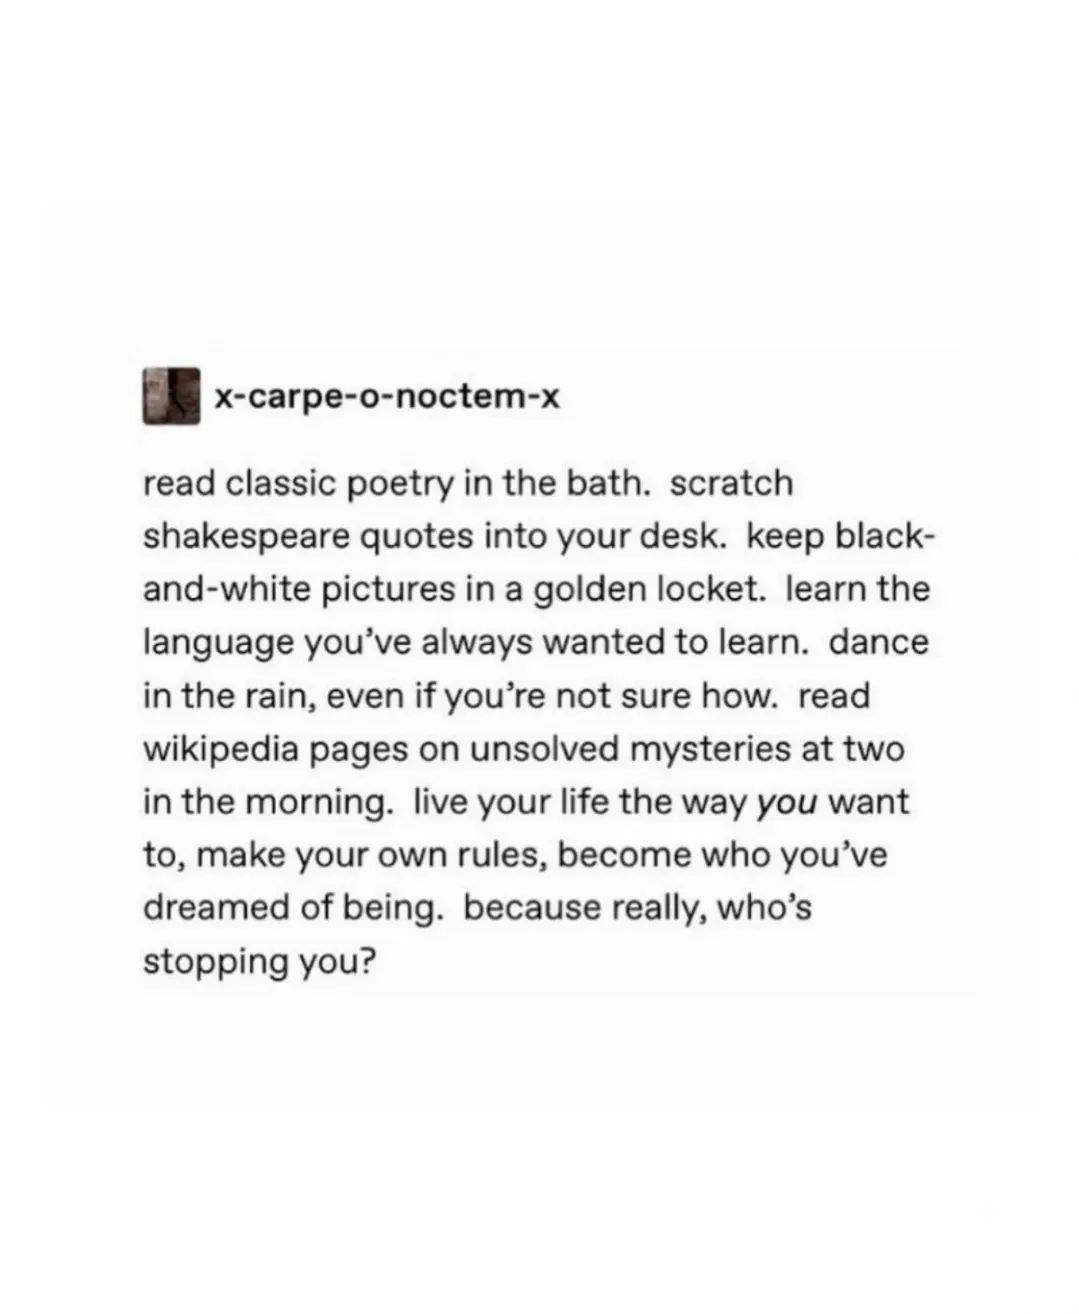 x-carpe-o-noctem-x
read classic poetry in the bath.  scratch
shakespeare quotes into your desk.  keep black-
and-white pictures in a golden locket.  learn the
language you’ve always wanted to learn.  dance
in the rain, even if you’re not sure how.  read
wikipedia pages on unsolved mysteries at two
in the morning.  live your life the way you want
to, make your own rules, become who you’ve
dreamed of being.  because really, who’s
stopping you?